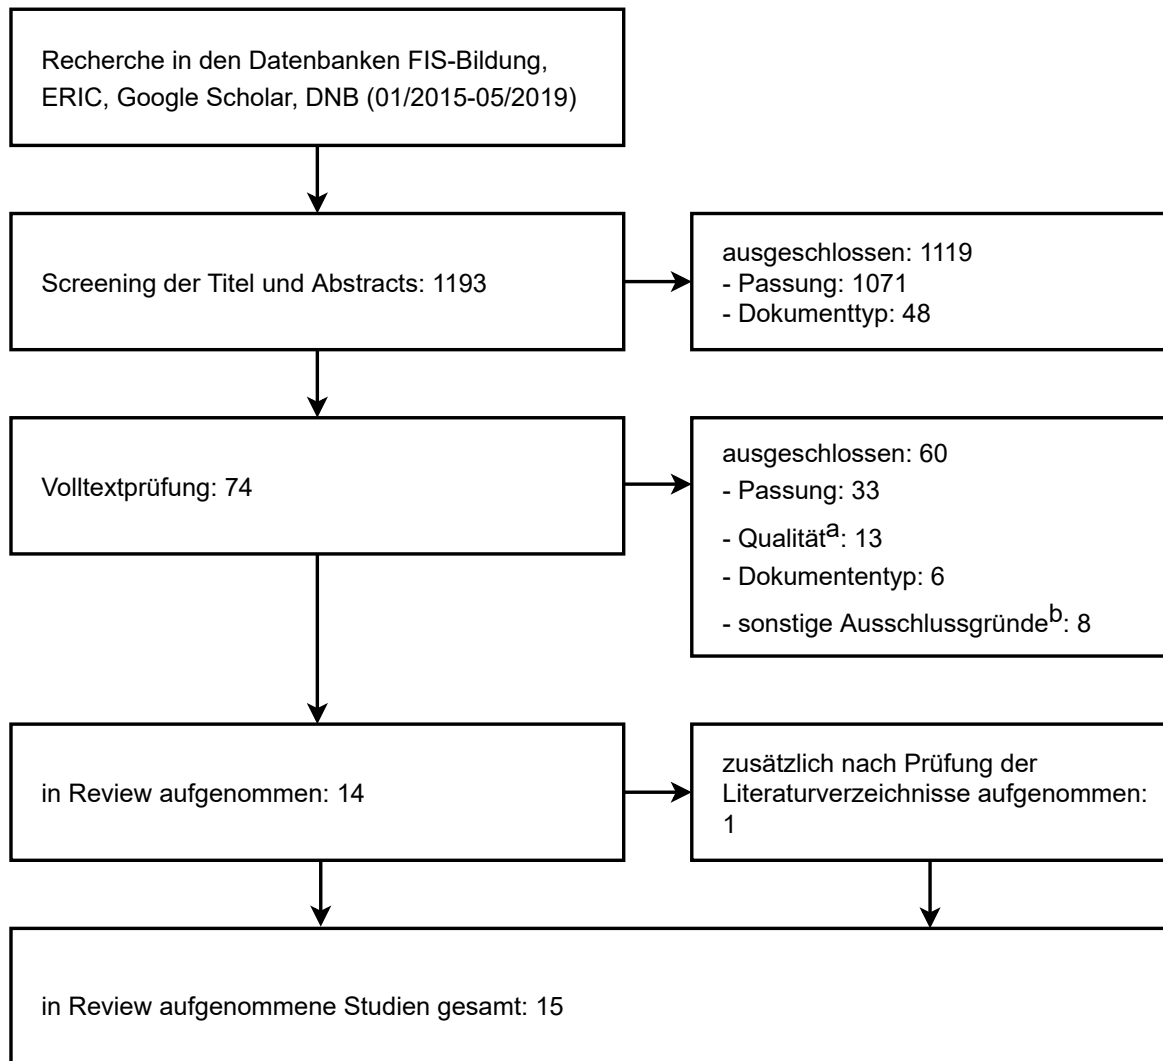 Recherche in den Datenbanken FIS-Bildung,
ERIC, Google Scholar, DNB (01/2015-05/2019)
Screening der Titel und Abstracts: 1193
ausgeschlossen: 1119
- Passung: 1071
- Dokumenttyp: 48
Volltextprüfung: 74
ausgeschlossen: 60
- Passung: 33
- Qualitätᵃ: 13
- Dokumententyp: 6
- sonstige Ausschlussgründeᵇ: 8
in Review aufgenommen: 14
zusätzlich nach Prüfung der
Literaturverzeichnisse aufgenommen:
1
in Review aufgenommene Studien gesamt: 15